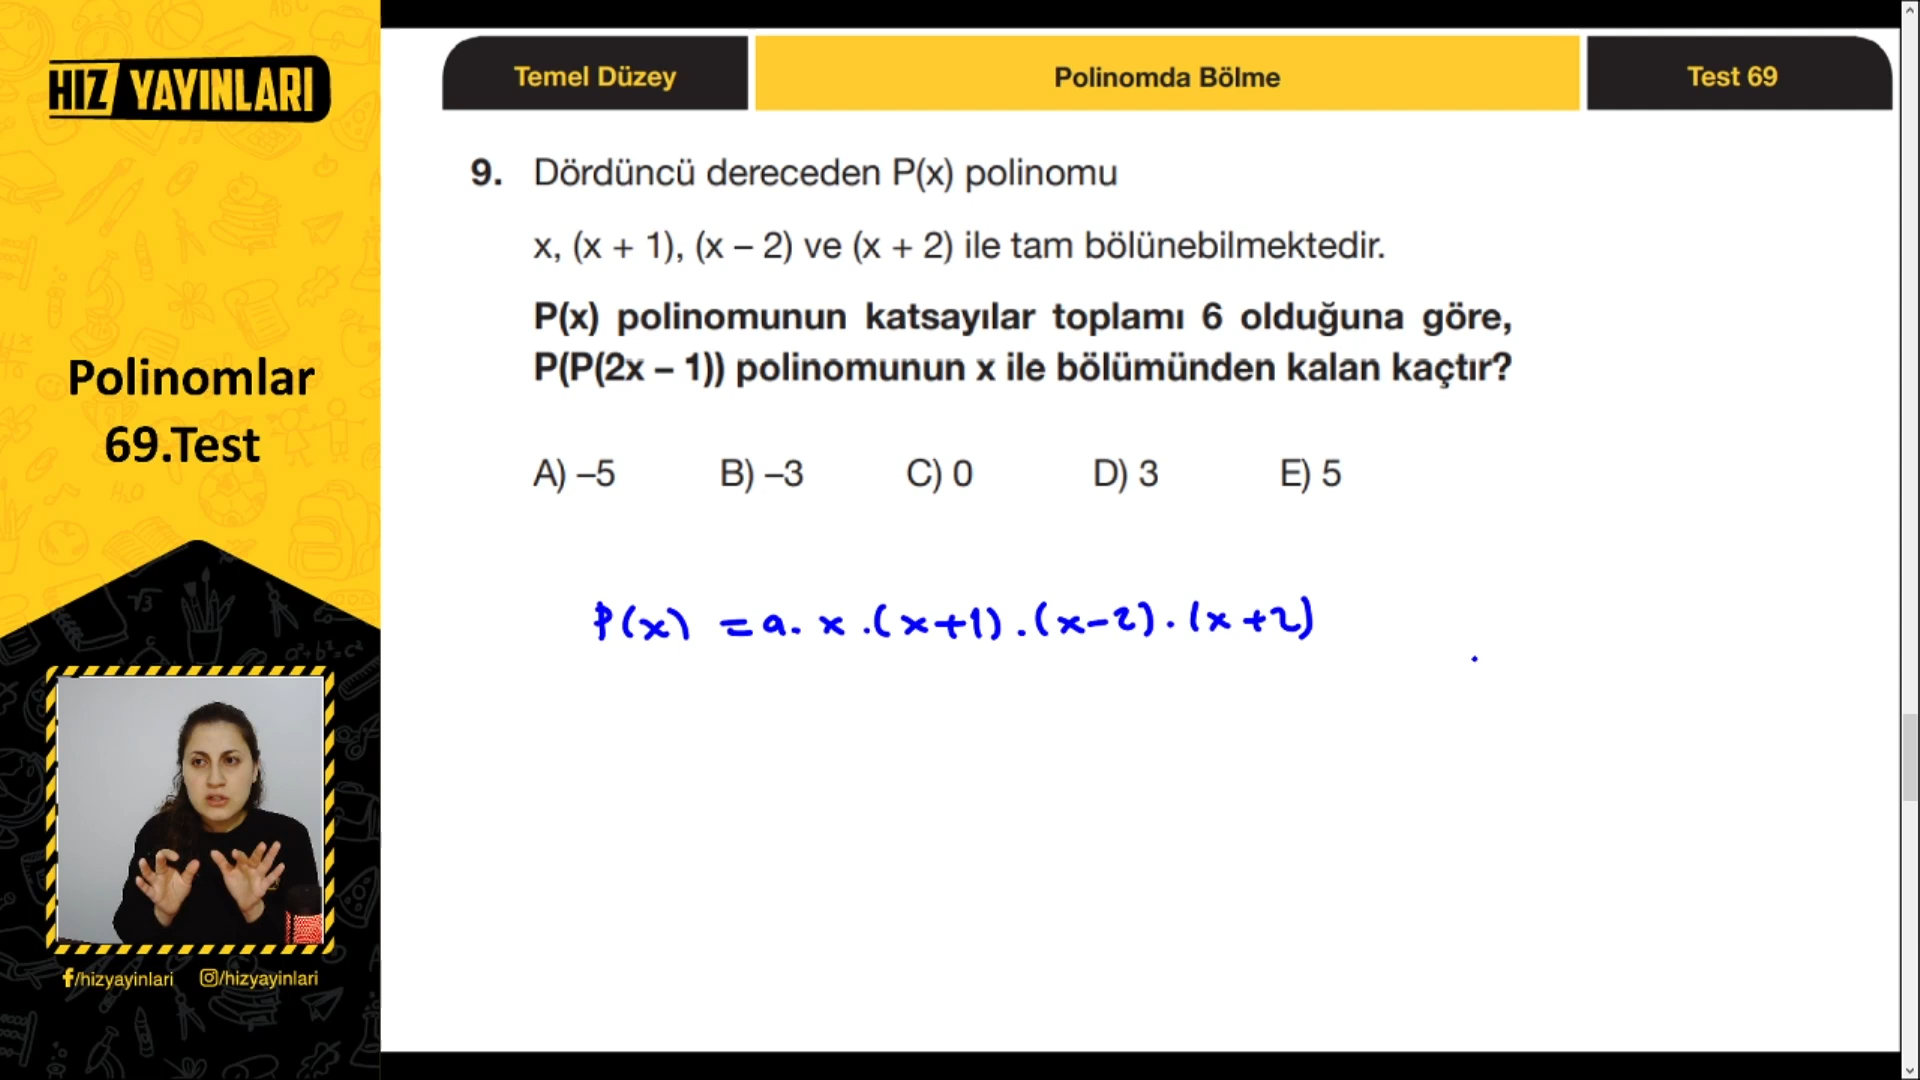 HIZ YAYINLARI
Polinomlar
69.Test
f/hizyayinlari /hizyayinlari
Temel Düzey
Polinomda Bölme
Test 69
9. Dördüncü dereceden P(x) polinomu
x, (x + 1), (x – 2) ve (x + 2) ile tam bölünebilmektedir.
P(x) polinomunun katsayılar toplamı 6 olduğuna göre,
P(P(2x – 1)) polinomunun x ile bölümünden kalan kaçtır?
A) –5 B) –3 C) 0 D) 3 E) 5
P(x) = a. x .(x+1) .(x-2) . (x+2)